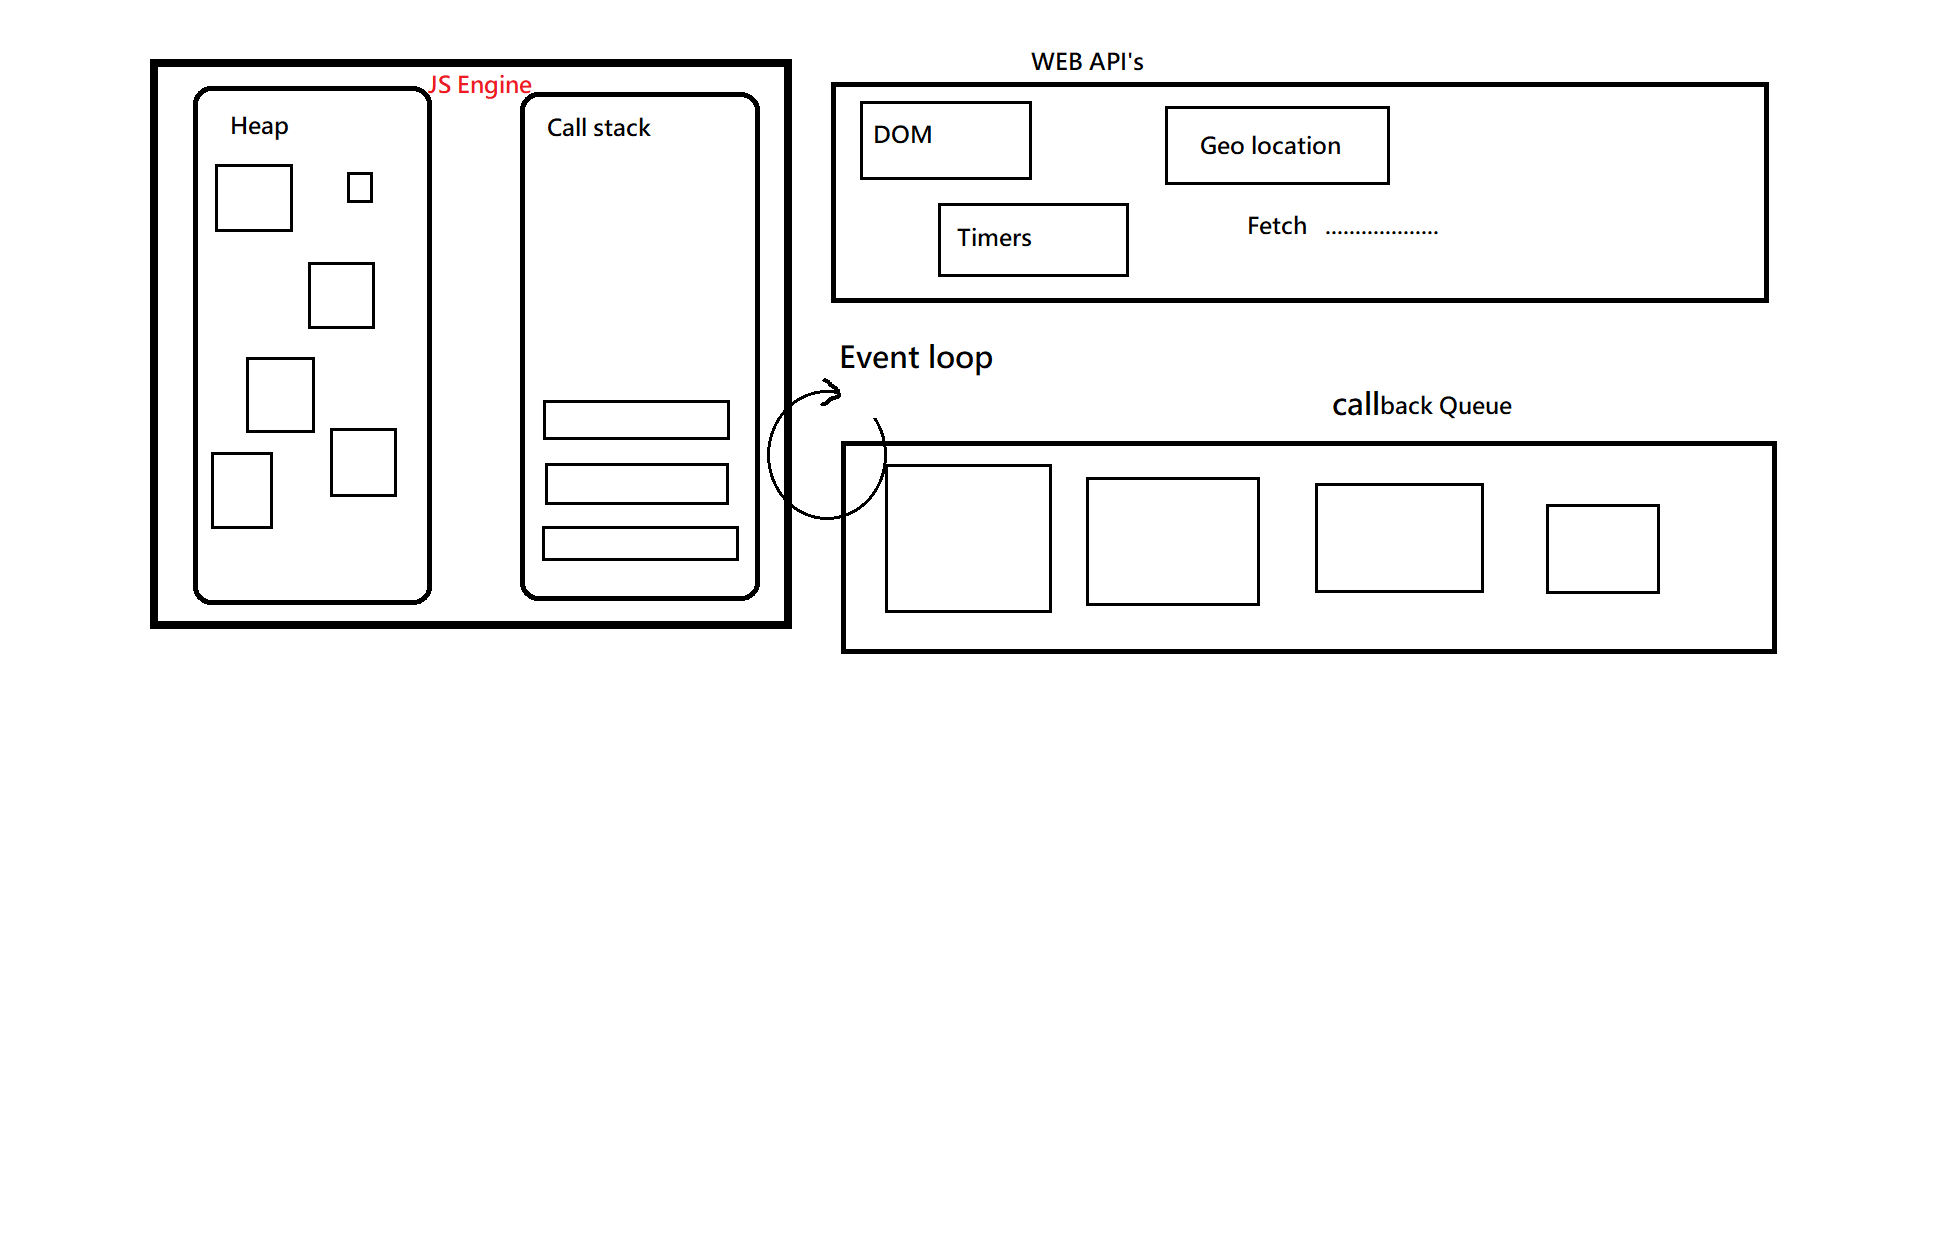 JS Engine
Heap
Call stack
WEB API's
DOM
Geo location
Timers
Fetch ...................
Event loop
callback Queue